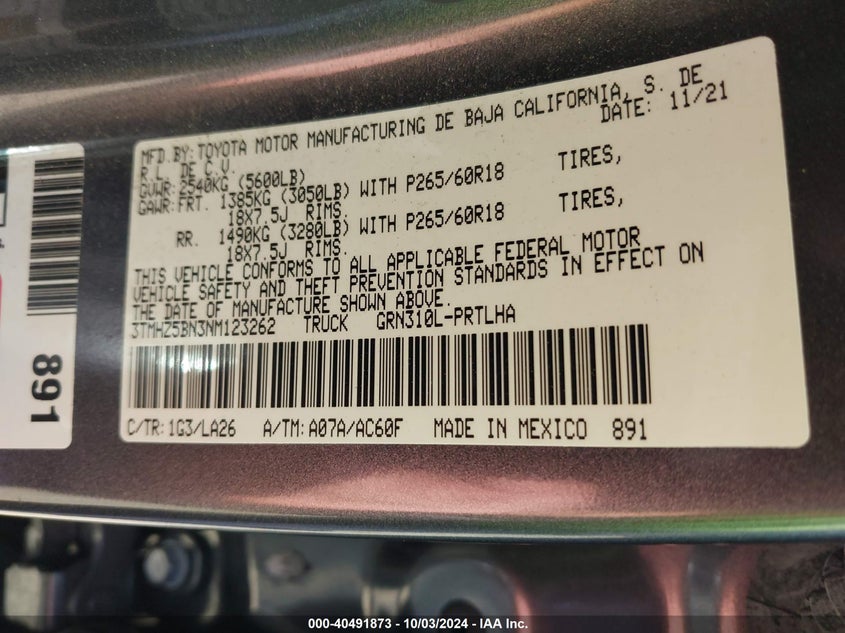 MFD.BY:TOYOTA MOTOR MANUFACTURING DE BAJA CALIFORNIA, S. DE
R.L. DE C.V. DATE: 11/21
GVWR:2540KG (5600LB)
GAWR:FRT. 1385KG (3050LB) WITH P265/60R18 TIRES,
18X7.5J RIMS.
RR. 1490KG (3280LB) WITH P265/60R18 TIRES,
18X7.5J RIMS.
THIS VEHICLE CONFORMS TO ALL APPLICABLE FEDERAL MOTOR
VEHICLE SAFETY AND THEFT PREVENTION STANDARDS IN EFFECT ON
THE DATE OF MANUFACTURE SHOWN ABOVE.
3TMHZ5BN3NM123262 TRUCK GRN310L-PRTLHA
C/TR:1G3/LA26 A/TM:A07A/AC60F MADE IN MEXICO 891
891
000-40491873 - 10/03/2024 - IAA Inc.